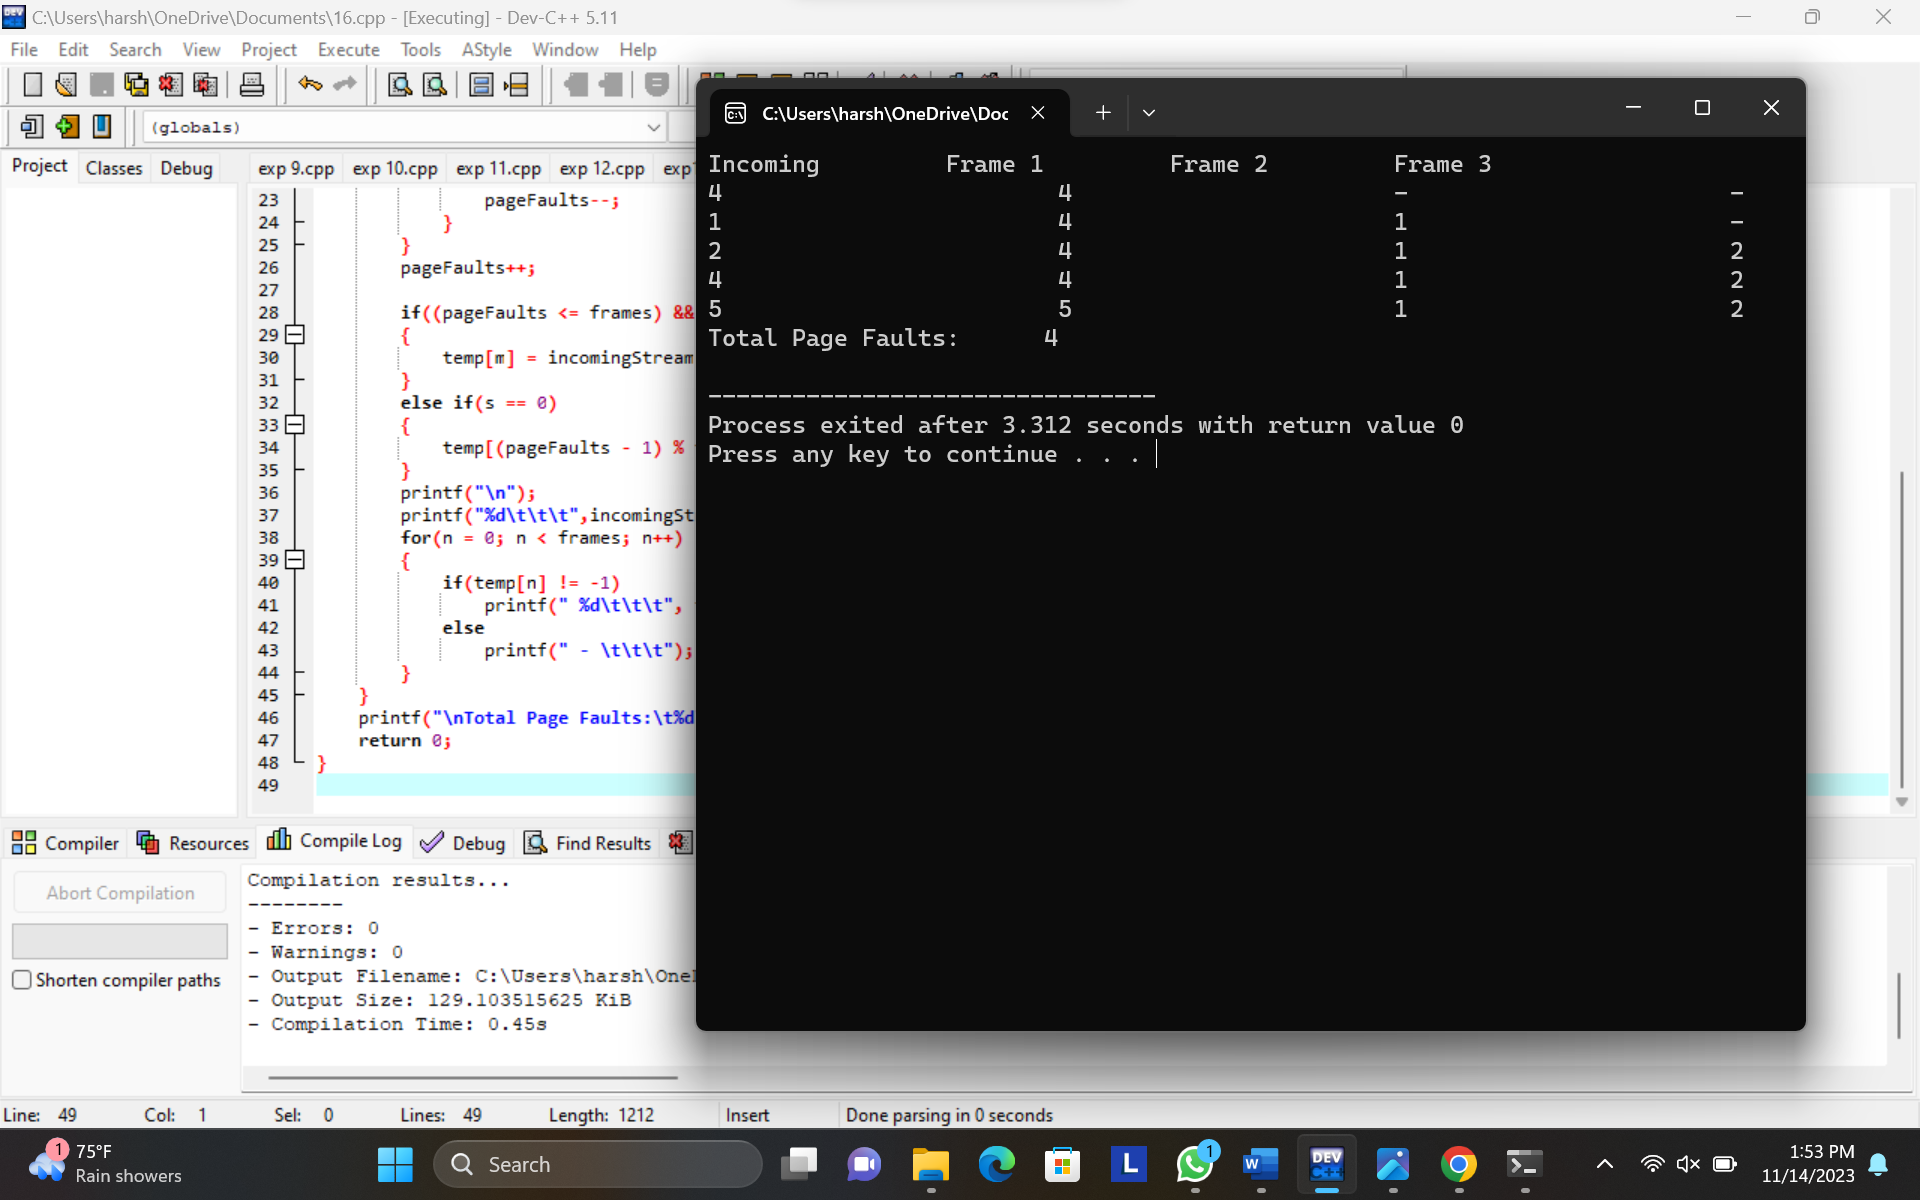 C:\Users\harsh\OneDrive\Documents\16.cpp - [Executing] - Dev-C++ 5.11
File Edit Search View Project Execute Tools AStyle Window Help
(globals)
Project Classes Debug
exp 9.cpp exp 10.cpp exp 11.cpp exp 12.cpp
23 pageFaults--;
24 }
25 }
26 pageFaults++;
27
28 if((pageFaults <= frames) &&
29 {
30 temp[m] = incomingStream
31 }
32 else if(s == 0)
33 {
34 temp[(pageFaults - 1) %
35 }
36 printf("\n");
37 printf("%d\t\t\t",incomingSt
38 for(n = 0; n < frames; n++)
39 {
40 if(temp[n] != -1)
41 printf(" %d\t\t\t",
42 else
43 printf(" - \t\t\t");
44 }
45 }
46 printf("\nTotal Page Faults:\t%d
47 return 0;
48 }
49
C:\Users\harsh\OneDrive\Doc
Incoming Frame 1 Frame 2 Frame 3
4 4 - -
1 4 1 -
2 4 1 2
4 4 1 2
5 5 1 2
Total Page Faults: 4
--------------------------------
Process exited after 3.312 seconds with return value 0
Press any key to continue . . .
Compiler Resources Compile Log Debug Find Results
Abort Compilation
Shorten compiler paths
Compilation results...
--------
- Errors: 0
- Warnings: 0
- Output Filename: C:\Users\harsh\One
- Output Size: 129.103515625 KiB
- Compilation Time: 0.45s
Line: 49 Col: 1 Sel: 0 Lines: 49 Length: 1212 Insert Done parsing in 0 seconds
1
75°F
Rain showers
Search
L
1
W
DEV
C++
1:53 PM
11/14/2023